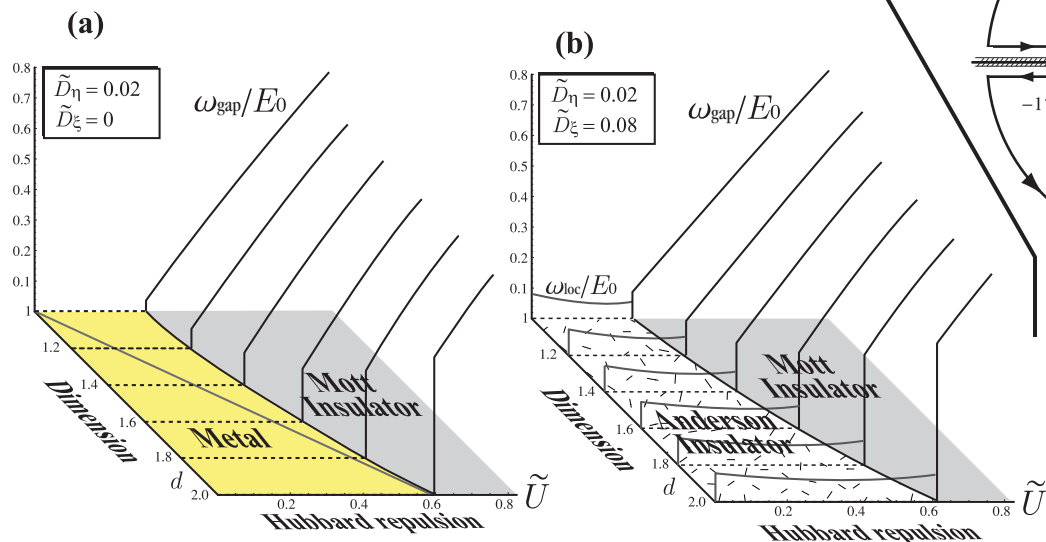 (a)
D̃η = 0.02
D̃ξ = 0
ωgap/E0
0.8
0.7
0.6
0.5
0.4
0.3
0.2
0.1
1
1.2
1.4
1.6
1.8
2.0
Dimension
d
Metal
Mott
Insulator
0.2
0.4
0.6
0.8
Ũ
Hubbard repulsion
(b)
D̃η = 0.02
D̃ξ = 0.08
ωgap/E0
ωloc/E0
0.8
0.7
0.6
0.5
0.4
0.3
0.2
0.1
1
1.2
1.4
1.6
1.8
2.0
Dimension
d
Anderson
Insulator
Mott
Insulator
0.2
0.4
0.6
0.8
Ũ
Hubbard repulsion